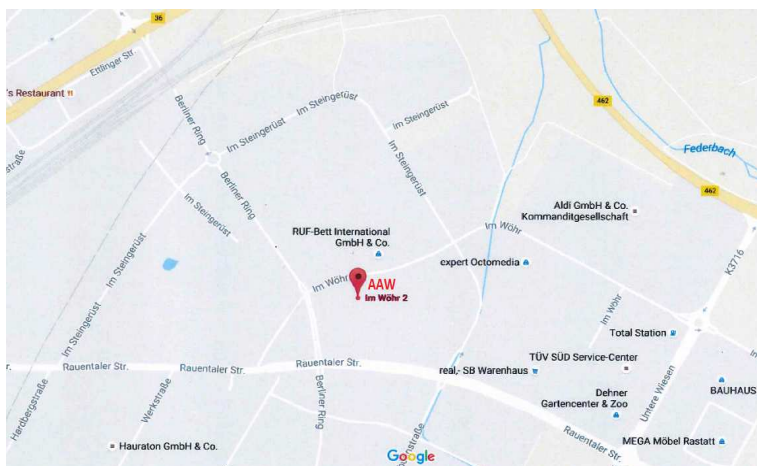 36
Ettlinger Str.
's Restaurant
Berliner Ring
Im Steingerüst
Im Steingerüst
462
Federbach
462
Im Steingerüst
Im Steingerüst
Berliner Ring
Aldi GmbH & Co.
Kommanditgesellschaft
RUF-Bett International
GmbH & Co.
Im Wöhr
K3716
Im Steingerüst
expert Octomedia
Im Wöhr
AAW
Im Wöhr 2
Im Wöhr
Total Station
Im Steingerüst
Rauentaler Str.
Rauentaler Str.
Rauentaler Str.
TÜV SÜD Service-Center
real,- SB Warenhaus
Hardbergstraße
Werkstraße
Berliner Ring
Dehner
Gartencenter & Zoo
Untere Wiesen
BAUHAUS
Hauraton GmbH & Co.
Rauentaler Str.
MEGA Möbel Rastatt
Google